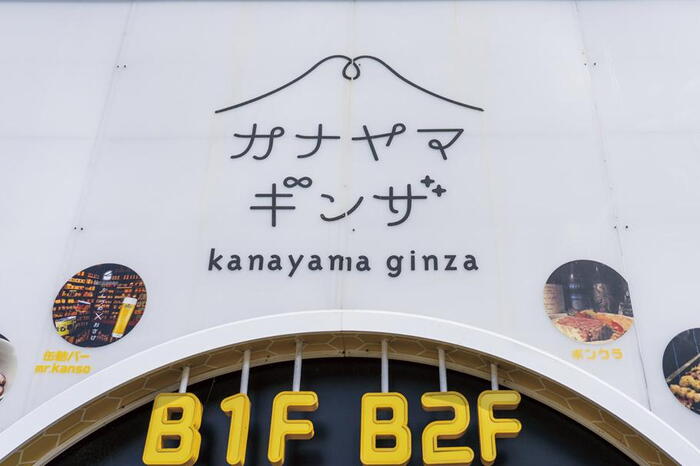 カナヤマ
ギンザ
kanayama ginza
缶詰バー
mr.kanso
ボンクラ
B1F B2F